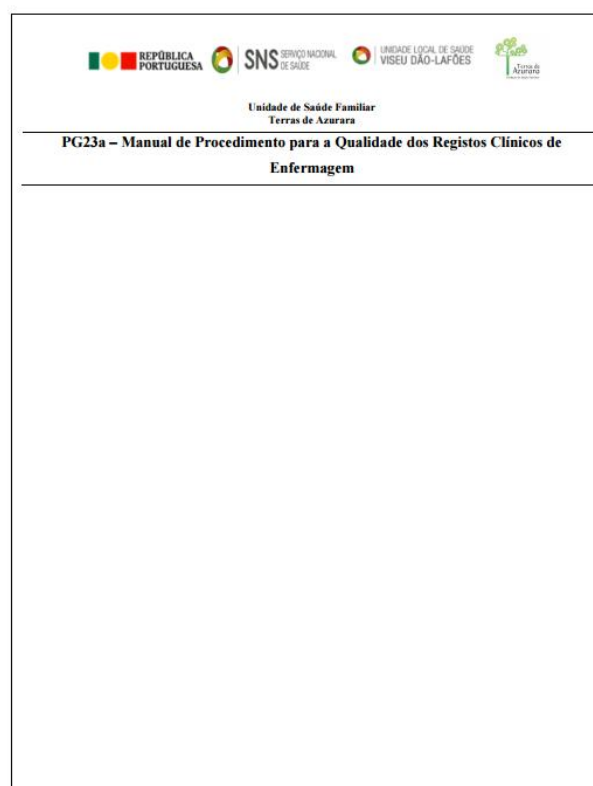 REPÚBLICA
PORTUGUESA
SNS SERVIÇO NACIONAL
DE SAÚDE
UNIDADE LOCAL DE SAÚDE
VISEU DÃO-LAFÕES
Terras de
Azurara
Unidade de Saúde Familiar
Terras de Azurara
PG23a – Manual de Procedimento para a Qualidade dos Registos Clínicos de
Enfermagem